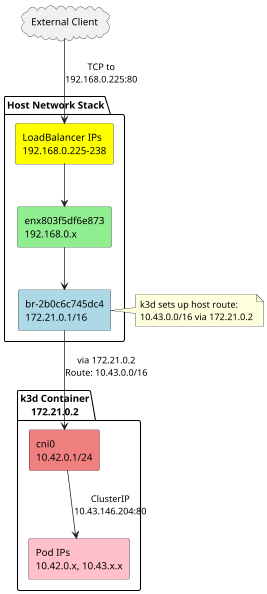 External Client
TCP to
192.168.0.225:80
Host Network Stack
LoadBalancer IPs
192.168.0.225-238
enx803f5df6e873
192.168.0.x
br-2b0c6c745dc4
172.21.0.1/16
k3d sets up host route:
10.43.0.0/16 via 172.21.0.2
via 172.21.0.2
Route: 10.43.0.0/16
k3d Container
172.21.0.2
cni0
10.42.0.1/24
ClusterIP
10.43.146.204:80
Pod IPs
10.42.0.x, 10.43.x.x